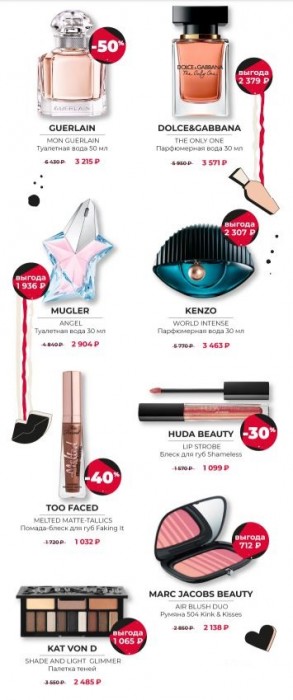 GUERLAIN
-50%
GUERLAIN
MON GUERLAIN
Туалетная вода 50 мл
6 430 ₽ 3 215 ₽
DOLCE&GABBANA
The Only One
выгода
2 379 ₽
DOLCE&GABBANA
THE ONLY ONE
Парфюмерная вода 30 мл
5 950 ₽ 3 571 ₽
выгода
1 936 ₽
MUGLER
ANGEL
Туалетная вода 30 мл
4 840 ₽ 2 904 ₽
выгода
2 307 ₽
KENZO
WORLD INTENSE
Парфюмерная вода 30 мл
5 770 ₽ 3 463 ₽
-40%
TOO FACED
MELTED MATTE-TALLICS
Помада-блеск для губ Faking It
1 720 ₽ 1 032 ₽
-30%
HUDA BEAUTY
LIP STROBE
Блеск для губ Shameless
1 570 ₽ 1 099 ₽
выгода
712 ₽
MARC JACOBS BEAUTY
AIR BLUSH DUO
Румяна 504 Kink & Kisses
2 850 ₽ 2 138 ₽
выгода
1 065 ₽
KAT VON D
SHADE AND LIGHT GLIMMER
Палетка теней
3 550 ₽ 2 485 ₽